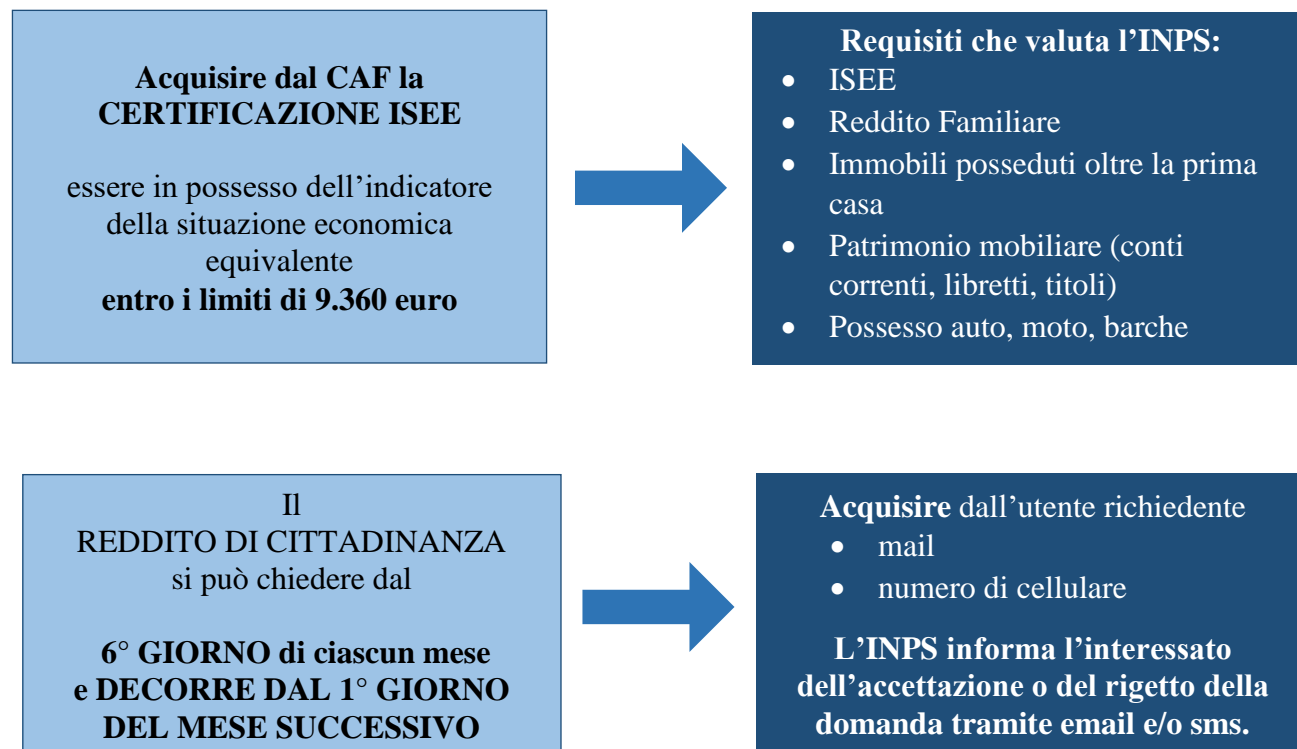 Acquisire dal CAF la
CERTIFICAZIONE ISEE
essere in possesso dell’indicatore
della situazione economica
equivalente
entro i limiti di 9.360 euro
Requisiti che valuta l’INPS:
• ISEE
• Reddito Familiare
• Immobili posseduti oltre la prima
casa
• Patrimonio mobiliare (conti
correnti, libretti, titoli)
• Possesso auto, moto, barche
Il
REDDITO DI CITTADINANZA
si può chiedere dal
6° GIORNO di ciascun mese
e DECORRE DAL 1° GIORNO
DEL MESE SUCCESSIVO
Acquisire dall’utente richiedente
• mail
• numero di cellulare
L’INPS informa l’interessato
dell’accettazione o del rigetto della
domanda tramite email e/o sms.